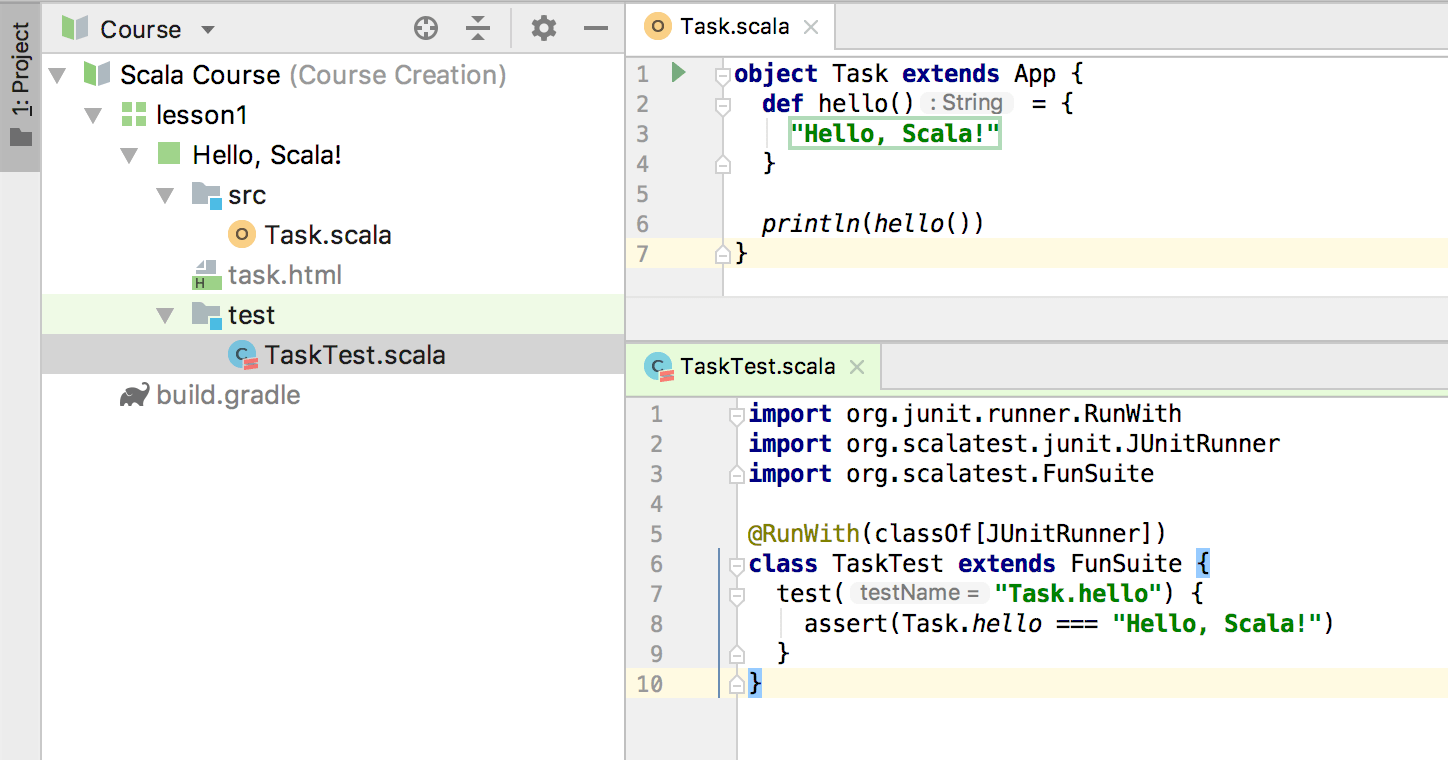 1: Project
Course
Scala Course (Course Creation)
lesson1
Hello, Scala!
src
O Task.scala
H task.html
test
C TaskTest.scala
build.gradle
O Task.scala
1 object Task extends App {
2 def hello() : String = {
3 "Hello, Scala!"
4 }
5
6 println(hello())
7 }
C TaskTest.scala
1 import org.junit.runner.RunWith
2 import org.scalatest.junit.JUnitRunner
3 import org.scalatest.FunSuite
4
5 @RunWith(classOf[JUnitRunner])
6 class TaskTest extends FunSuite {
7 test( testName = "Task.hello") {
8 assert(Task.hello === "Hello, Scala!")
9 }
10 }